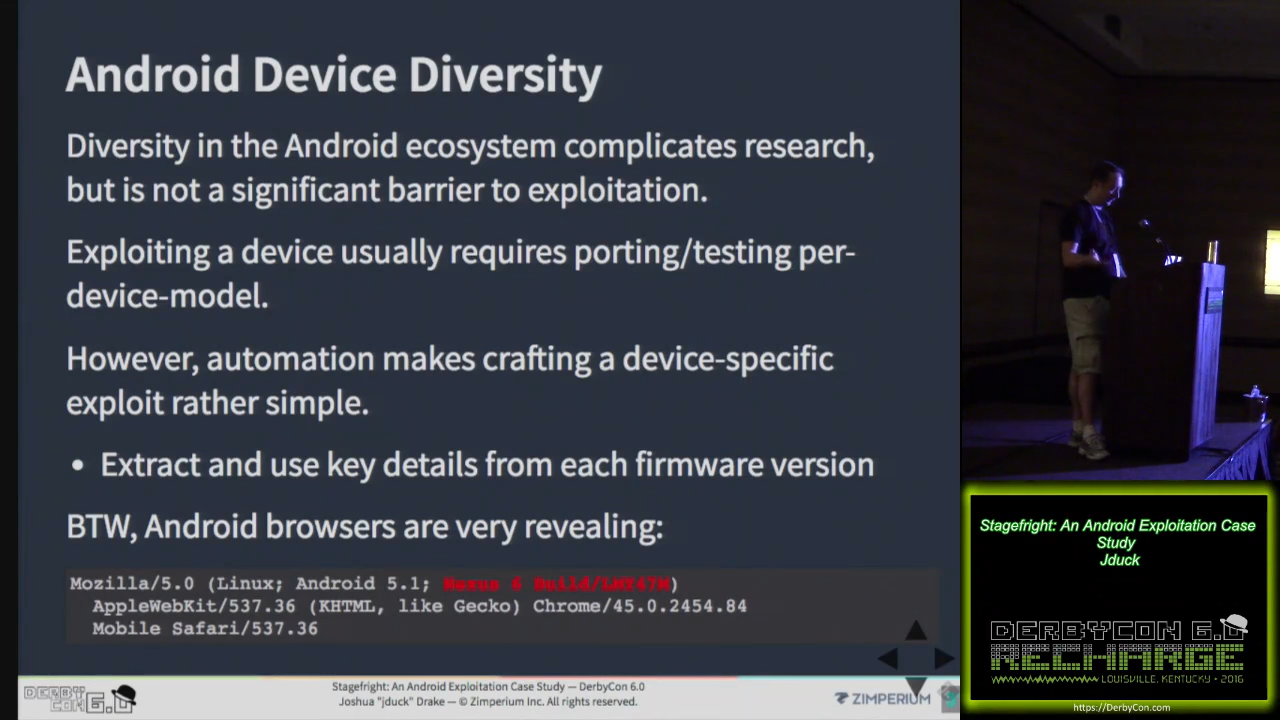 Android Device Diversity
Diversity in the Android ecosystem complicates research,
but is not a significant barrier to exploitation.
Exploiting a device usually requires porting/testing per-
device-model.
However, automation makes crafting a device-specific
exploit rather simple.
• Extract and use key details from each firmware version
BTW, Android browsers are very revealing:
Mozilla/5.0 (Linux; Android 5.1; Nexus 6 Build/LMY47M)
AppleWebKit/537.36 (KHTML, like Gecko) Chrome/45.0.2454.84
Mobile Safari/537.36
DERBY
CON 6.0
Stagefright: An Android Exploitation Case Study — DerbyCon 6.0
Joshua "jduck" Drake — © Zimperium Inc. All rights reserved.
ZIMPERIUM
Stagefright: An Android Exploitation Case
Study
Jduck
DERBYCON 6.0
RECHARGE
LOUISVILLE, KENTUCKY • 2016
https://DerbyCon.com